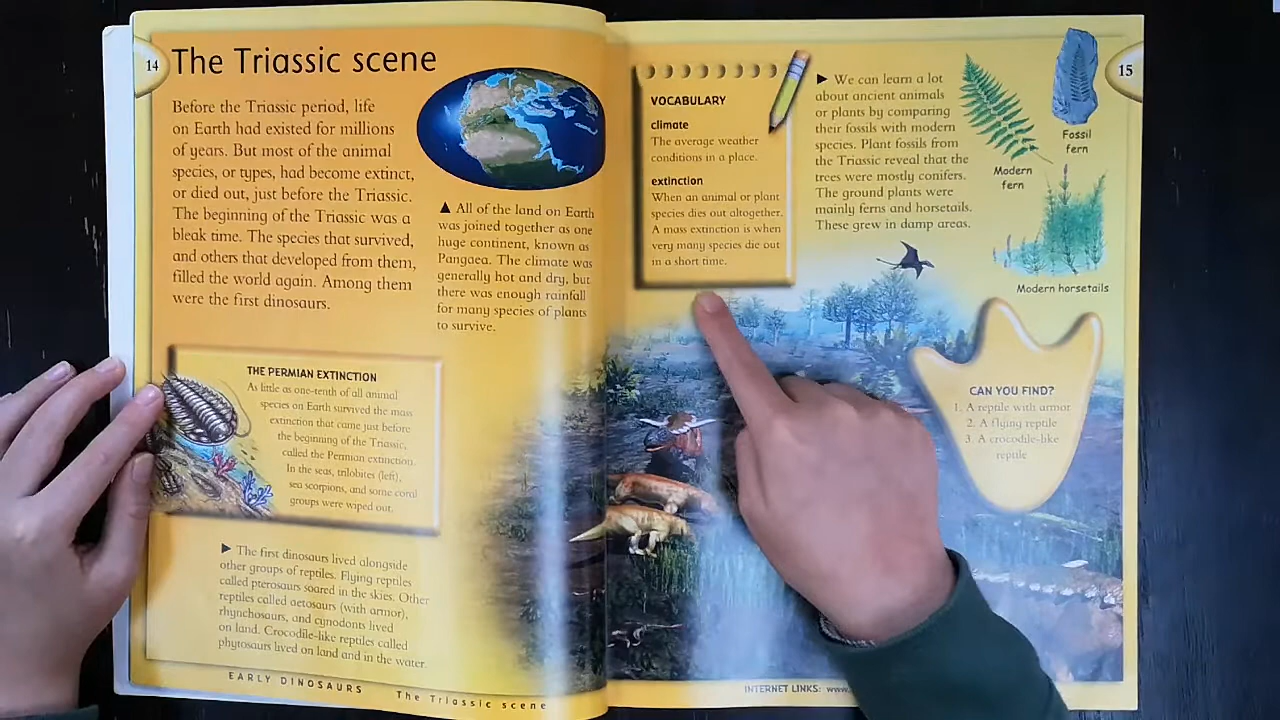 14
The Triassic scene
Before the Triassic period, life
on Earth had existed for millions
of years. But most of the animal
species, or types, had become extinct,
or died out, just before the Triassic.
The beginning of the Triassic was a
bleak time. The species that survived,
and others that developed from them,
filled the world again. Among them
were the first dinosaurs.
▲ All of the land on Earth
was joined together as one
huge continent, known as
Pangaea. The climate was
generally hot and dry, but
there was enough rainfall
for many species of plants
to survive.
THE PERMIAN EXTINCTION
As little as one-tenth of all animal
species on Earth survived the mass
extinction that came just before
the beginning of the Triassic,
called the Permian extinction.
In the seas, trilobites (left),
sea scorpions, and some coral
groups were wiped out.
▶ The first dinosaurs lived alongside
other groups of reptiles. Flying reptiles
called pterosaurs soared in the skies. Other
reptiles called aetosaurs (with armor),
rhynchosaurs, and cynodonts lived
on land. Crocodile-like reptiles called
phytosaurs lived on land and in the water.
EARLY DINOSAURS The Triassic scene
VOCABULARY
climate
The average weather
conditions in a place.
extinction
When an animal or plant
species dies out altogether.
A mass extinction is when
very many species die out
in a short time.
▶ We can learn a lot
about ancient animals
or plants by comparing
their fossils with modern
species. Plant fossils from
the Triassic reveal that the
trees were mostly conifers.
The ground plants were
mainly ferns and horsetails.
These grew in damp areas.
15
Fossil
fern
Modern
fern
Modern horsetails
CAN YOU FIND?
1. A reptile with armor
2. A flying reptile
3. A crocodile-like
reptile
INTERNET LINKS: www.